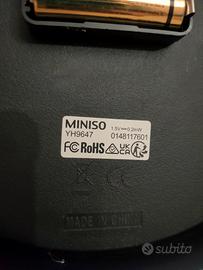 MINISO 1.5V⎓0.2mW
YH9647 0148117601
FC RoHS UK CA
MADE IN CHINA
subito